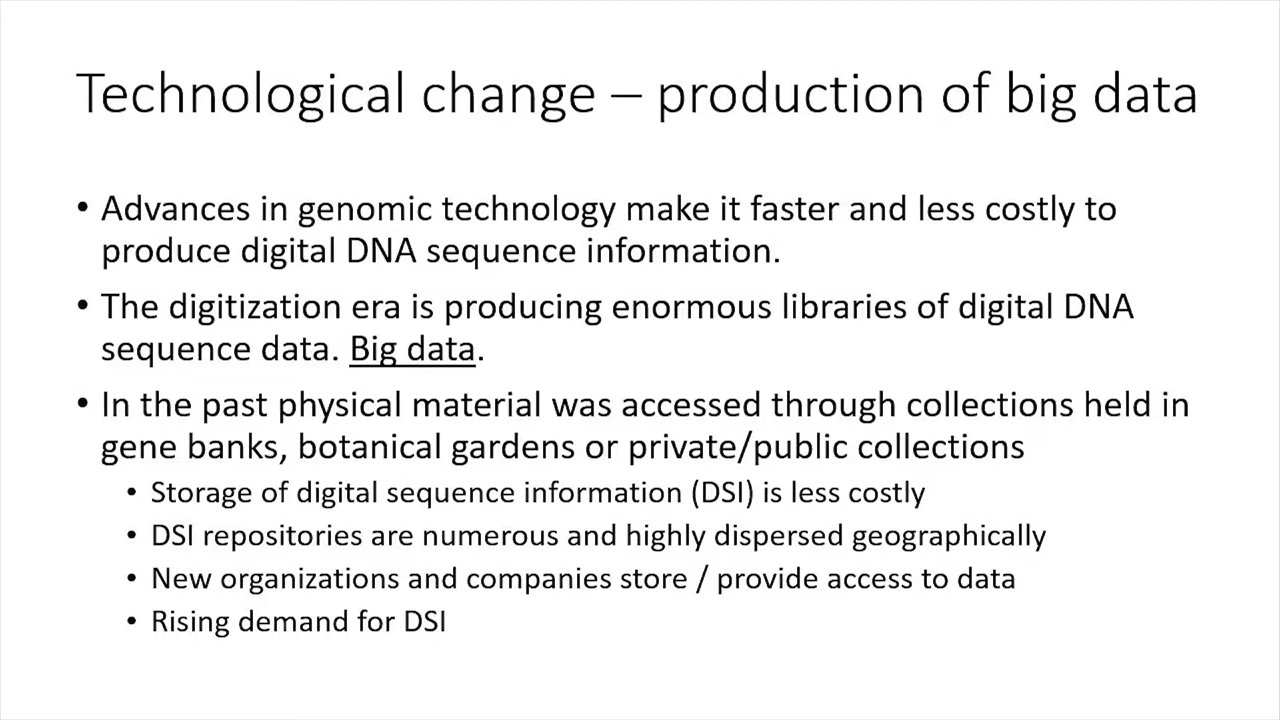 Technological change – production of big data
• Advances in genomic technology make it faster and less costly to
produce digital DNA sequence information.
• The digitization era is producing enormous libraries of digital DNA
sequence data. Big data.
• In the past physical material was accessed through collections held in
gene banks, botanical gardens or private/public collections
• Storage of digital sequence information (DSI) is less costly
• DSI repositories are numerous and highly dispersed geographically
• New organizations and companies store / provide access to data
• Rising demand for DSI